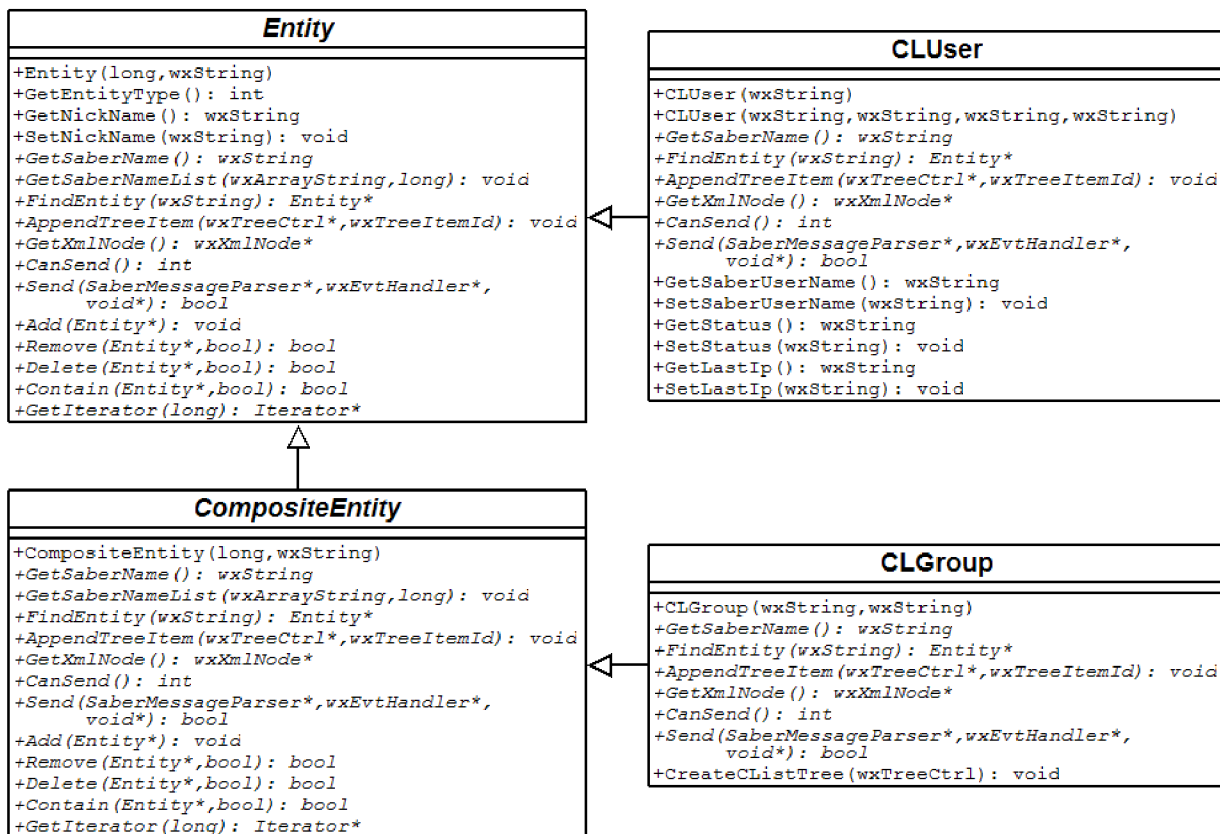 Entity
+Entity(long,wxString)
+GetEntityType(): int
+GetNickName(): wxString
+SetNickName(wxString): void
+GetSaberName(): wxString
+GetSaberNameList(wxArrayString,long): void
+FindEntity(wxString): Entity*
+AppendTreeItem(wxTreeCtrl*,wxTreeItemId): void
+GetXmlNode(): wxXmlNode*
+CanSend(): int
+Send(SaberMessageParser*,wxEvtHandler*,
void*): bool
+Add(Entity*): void
+Remove(Entity*,bool): bool
+Delete(Entity*,bool): bool
+Contain(Entity*,bool): bool
+GetIterator(long): Iterator*
CLUser
+CLUser(wxString)
+CLUser(wxString,wxString,wxString,wxString)
+GetSaberName(): wxString
+FindEntity(wxString): Entity*
+AppendTreeItem(wxTreeCtrl*,wxTreeItemId): void
+GetXmlNode(): wxXmlNode*
+CanSend(): int
+Send(SaberMessageParser*,wxEvtHandler*,
void*): bool
+GetSaberUserName(): wxString
+SetSaberUserName(wxString): void
+GetStatus(): wxString
+SetStatus(wxString): void
+GetLastIp(): wxString
+SetLastIp(wxString): void
CompositeEntity
+CompositeEntity(long,wxString)
+GetSaberName(): wxString
+GetSaberNameList(wxArrayString,long): void
+FindEntity(wxString): Entity*
+AppendTreeItem(wxTreeCtrl*,wxTreeItemId): void
+GetXmlNode(): wxXmlNode*
+CanSend(): int
+Send(SaberMessageParser*,wxEvtHandler*,
void*): bool
+Add(Entity*): void
+Remove(Entity*,bool): bool
+Delete(Entity*,bool): bool
+Contain(Entity*,bool): bool
+GetIterator(long): Iterator*
CLGroup
+CLGroup(wxString,wxString)
+GetSaberName(): wxString
+FindEntity(wxString): Entity*
+AppendTreeItem(wxTreeCtrl*,wxTreeItemId): void
+GetXmlNode(): wxXmlNode*
+CanSend(): int
+Send(SaberMessageParser*,wxEvtHandler*,
void*): bool
+CreateCListTree(wxTreeCtrl): void